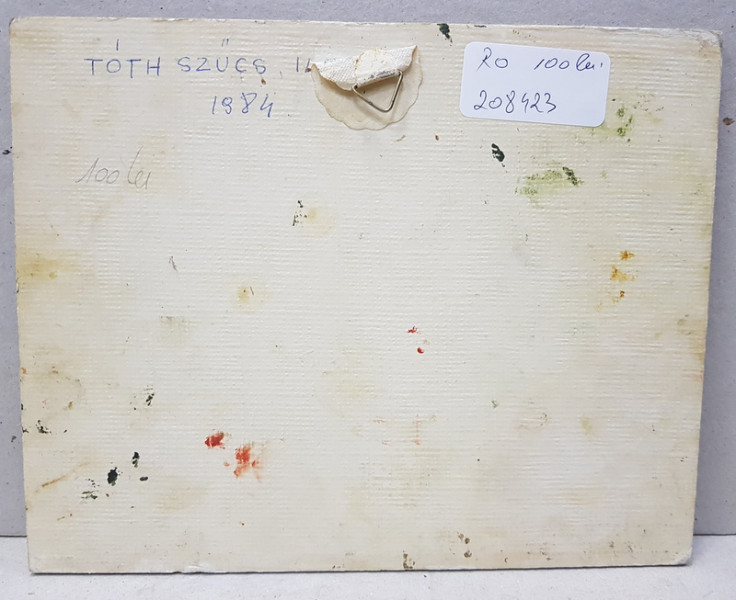 TÓTH SZŰCS
1984
100 lei
RO 100 lei
208423